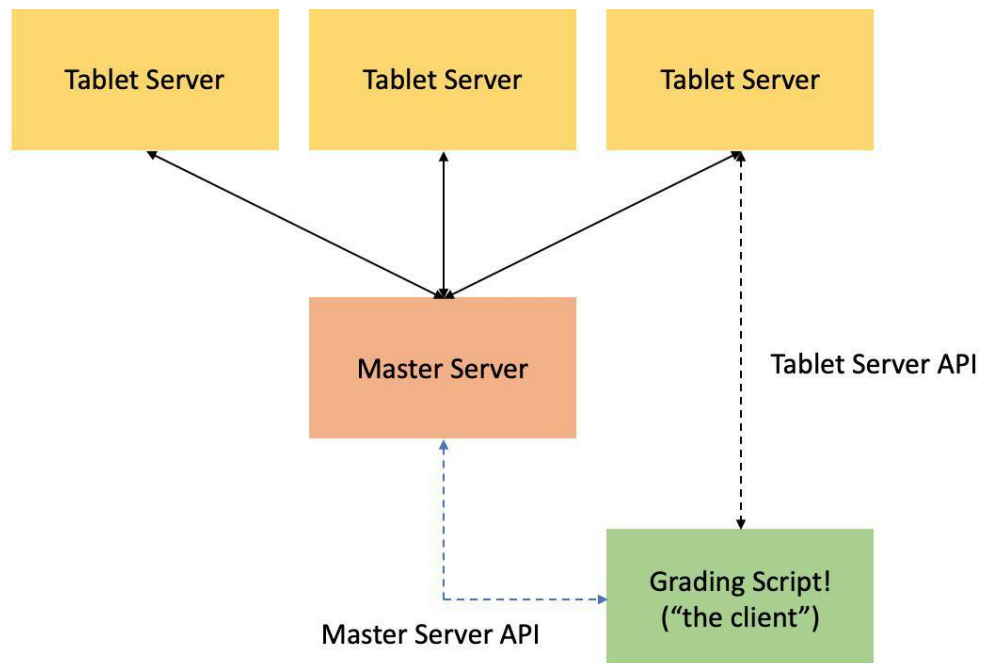 Tablet Server
Tablet Server
Tablet Server
Master Server
Tablet Server API
Grading Script!
(“the client”)
Master Server API